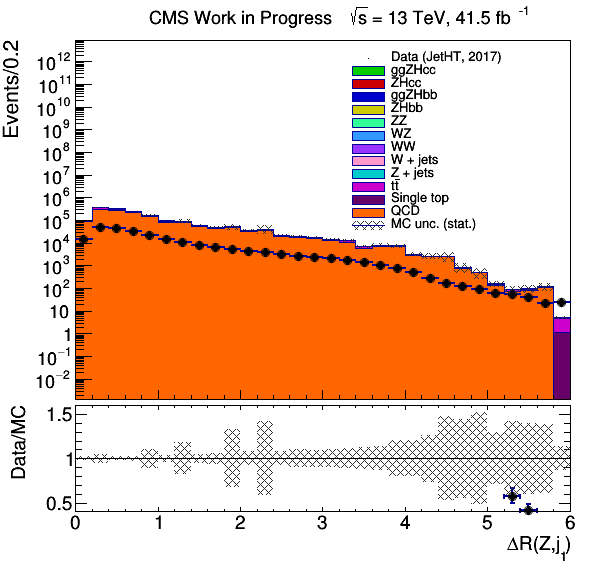 CMS Work in Progress √s = 13 TeV, 41.5 fb⁻¹
Events/0.2
Data (JetHT, 2017)
ggZHcc
ZHcc
ggZHbb
ZHbb
ZZ
WZ
WW
W + jets
Z + jets
tt̄
Single top
QCD
MC unc. (stat.)
10¹²
10¹¹
10¹⁰
10⁹
10⁸
10⁷
10⁶
10⁵
10⁴
10³
10²
10
1
10⁻¹
10⁻²
Data/MC
1.5
1
0.5
0 1 2 3 4 5 6
ΔR(Z,j₁)